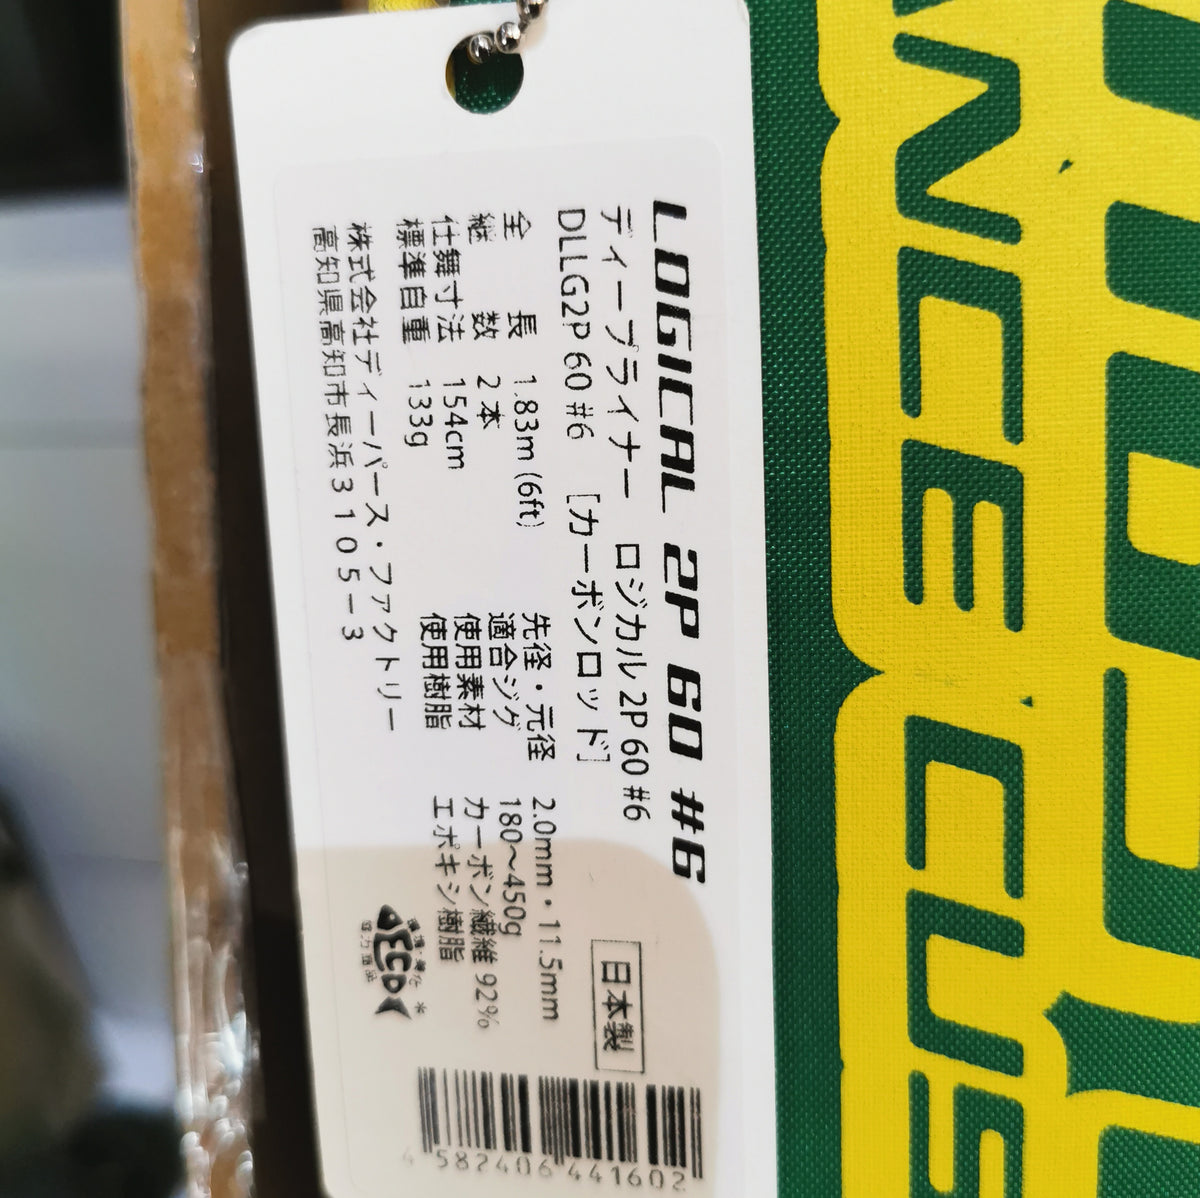 LOGICAL 2P 60 #6
ディープライナー ロジカル 2P 60 #6
DLLG2P 60 #6 [カーボンロッド]
日本製
全長 1.83m (6ft) 先径・元径 2.0mm・11.5mm
継数 2本 適合ジグ 180〜450g
仕舞寸法 154cm 使用素材 カーボン繊維 92%
標準自重 133g 使用樹脂 エポキシ樹脂
株式会社ディーパース・ファクトリー
高知県高知市長浜3105−3
ECD
4 582406 441602
ANCE CUS